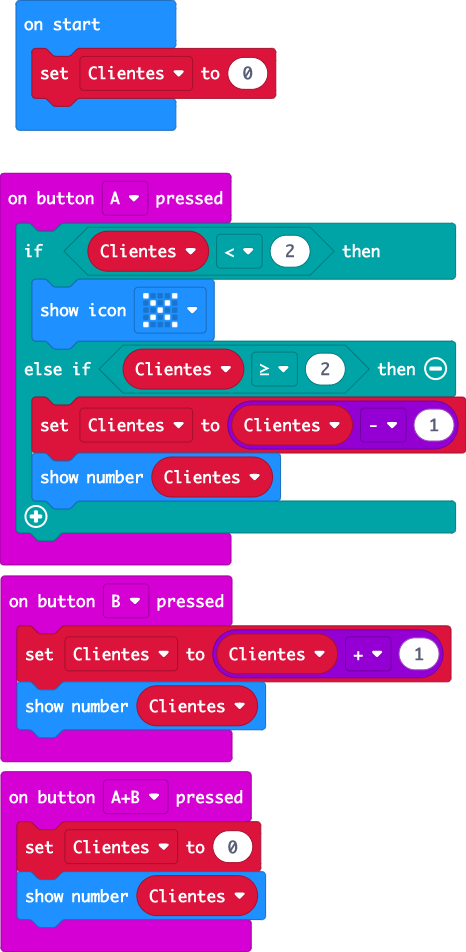 on start
set Clientes to 0
on button A pressed
if Clientes < 2 then
show icon
else if Clientes ≥ 2 then
set Clientes to Clientes - 1
show number Clientes
on button B pressed
set Clientes to Clientes + 1
show number Clientes
on button A+B pressed
set Clientes to 0
show number Clientes